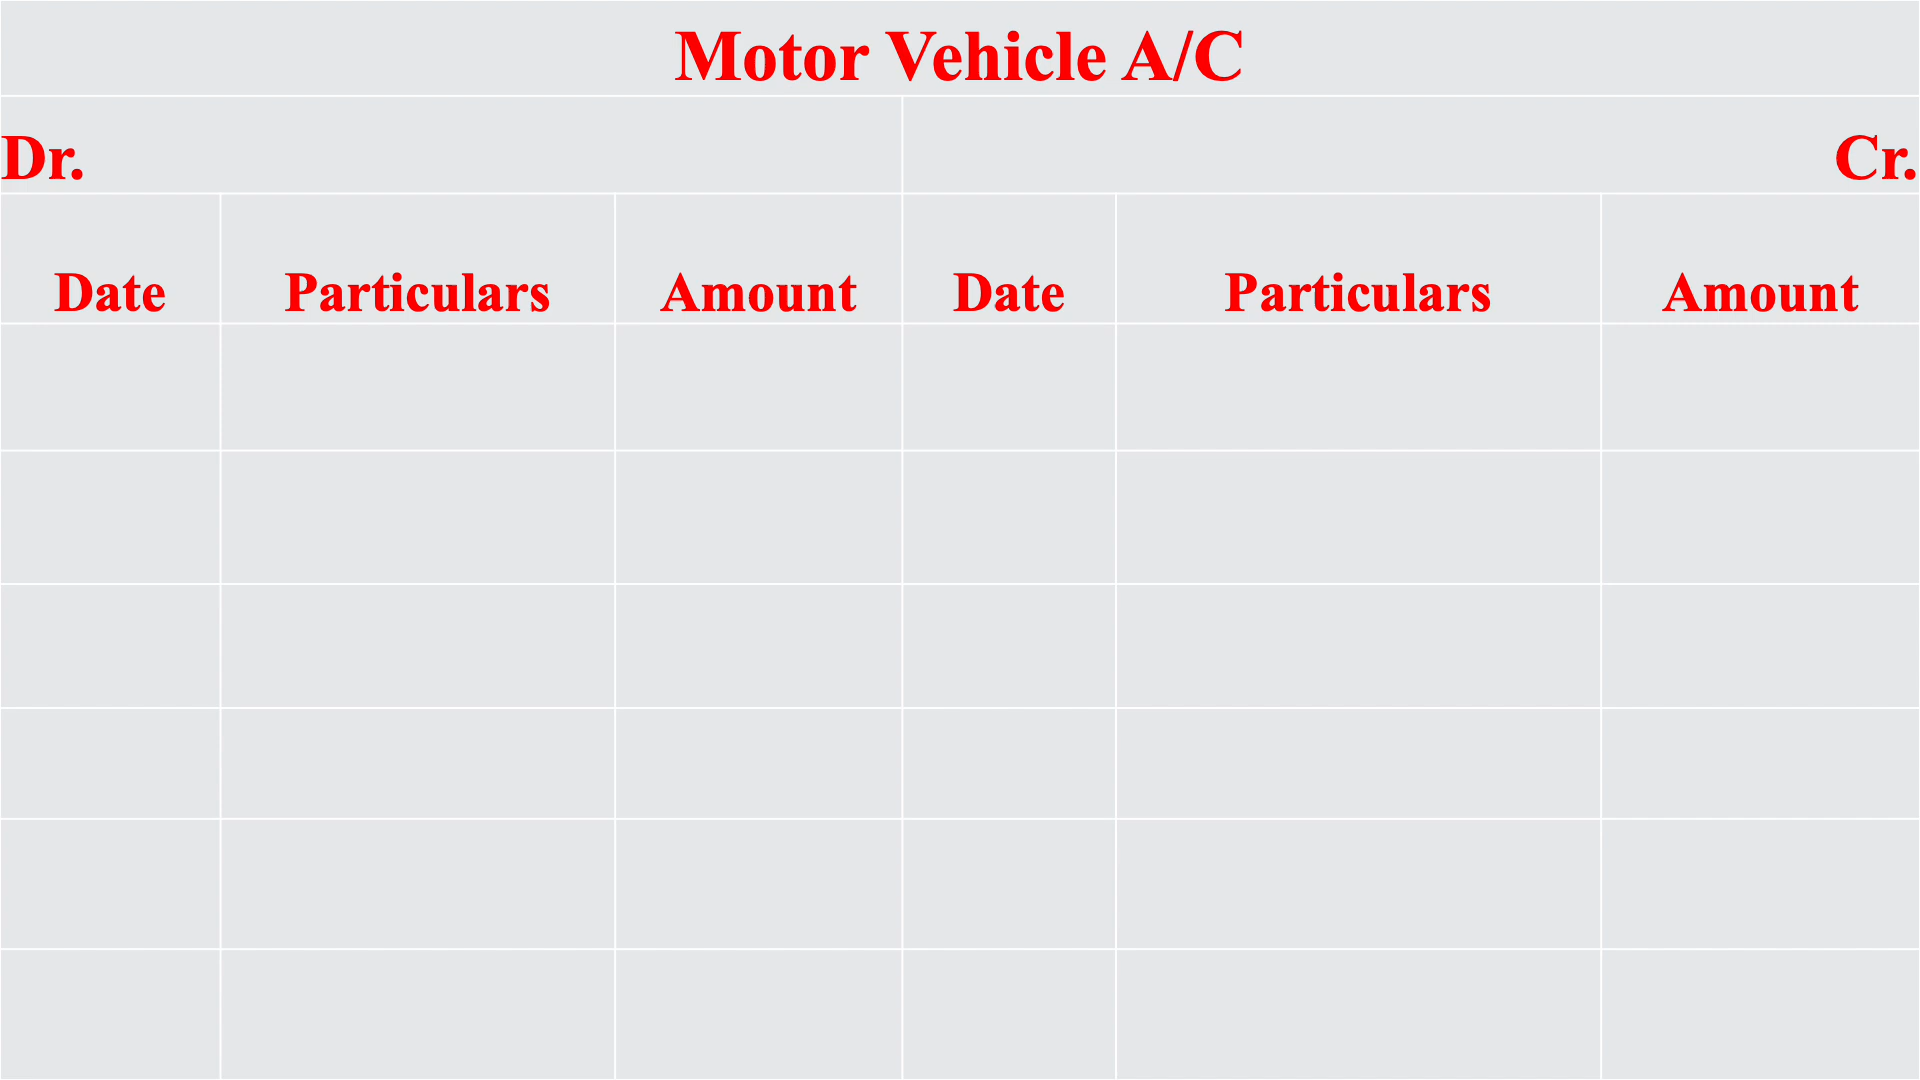 Motor Vehicle A/C
Dr. Cr.
Date Particulars Amount Date Particulars Amount